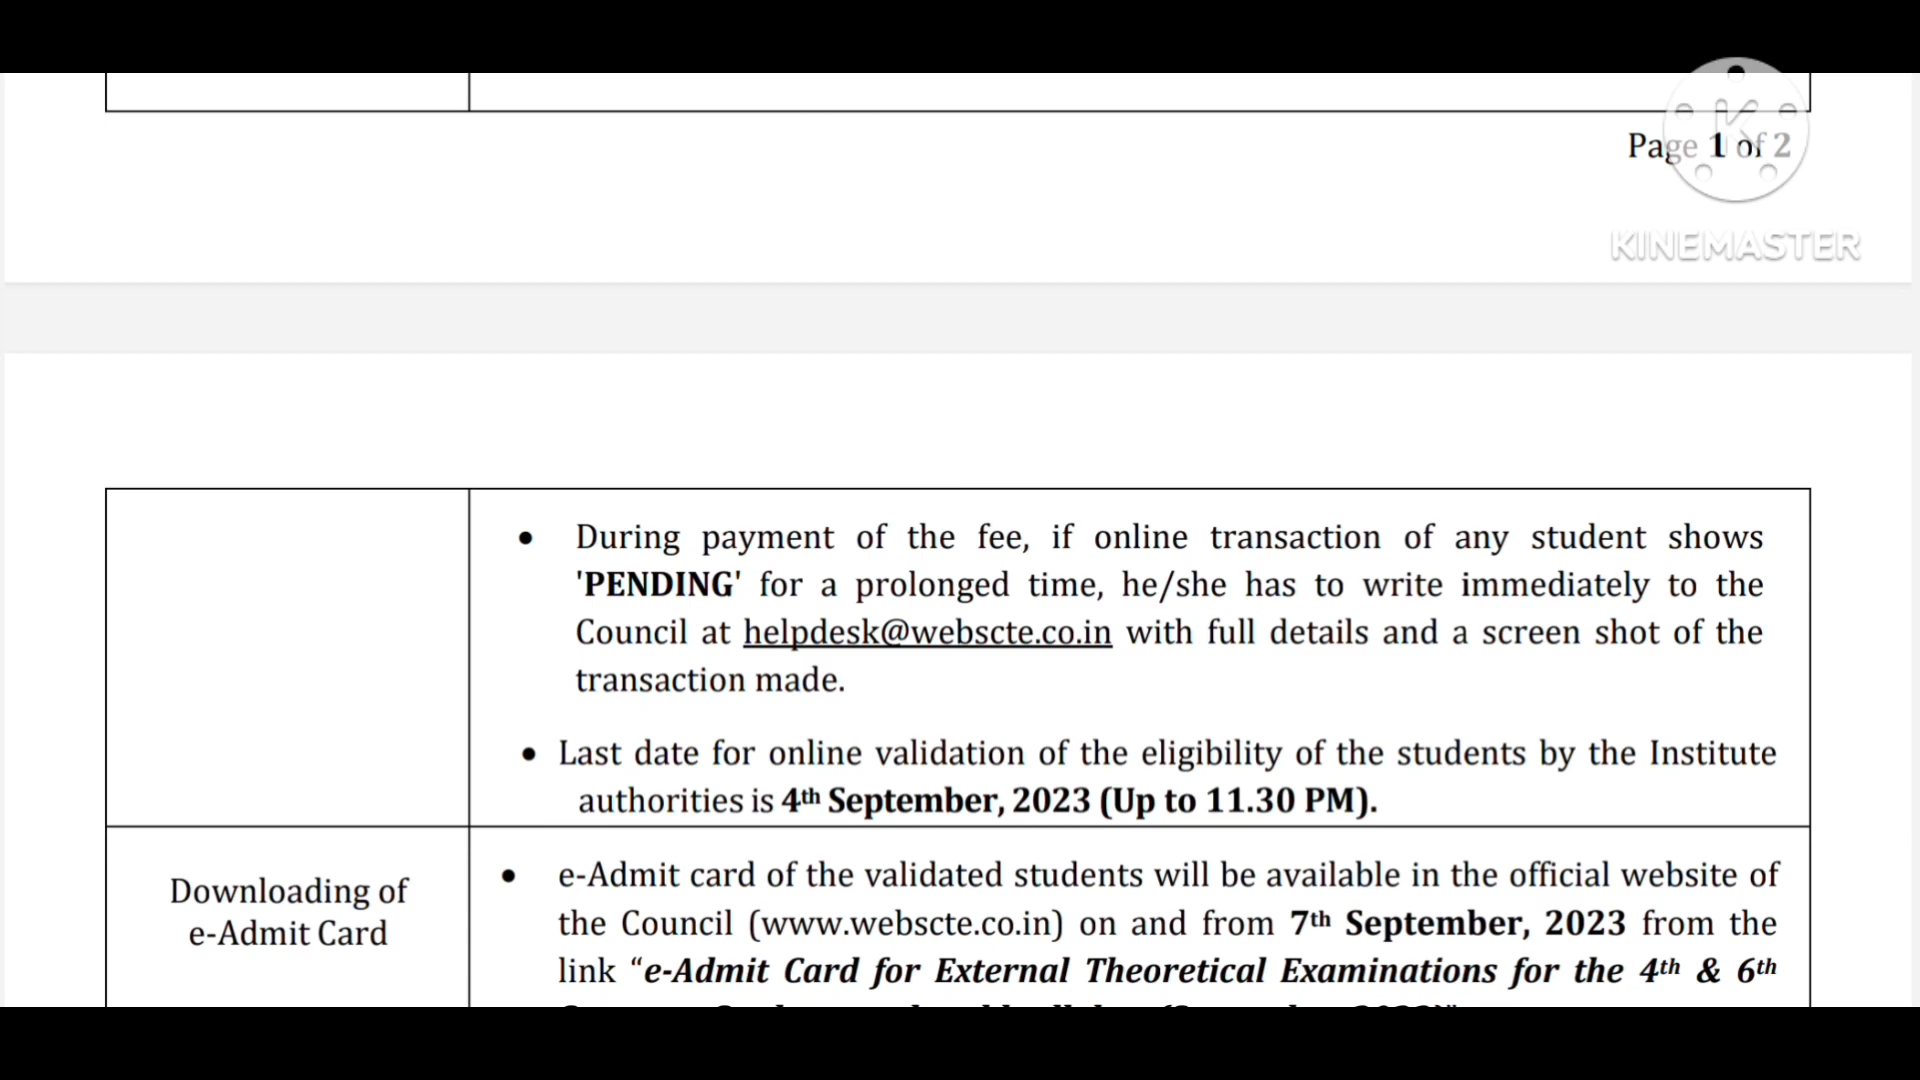 Page 1 of 2
KINEMASTER
• During payment of the fee, if online transaction of any student shows
'PENDING' for a prolonged time, he/she has to write immediately to the
Council at helpdesk@webscte.co.in with full details and a screen shot of the
transaction made.
• Last date for online validation of the eligibility of the students by the Institute
authorities is 4th September, 2023 (Up to 11.30 PM).
Downloading of
e-Admit Card
• e-Admit card of the validated students will be available in the official website of
the Council (www.webscte.co.in) on and from 7th September, 2023 from the
link “e-Admit Card for External Theoretical Examinations for the 4th & 6th